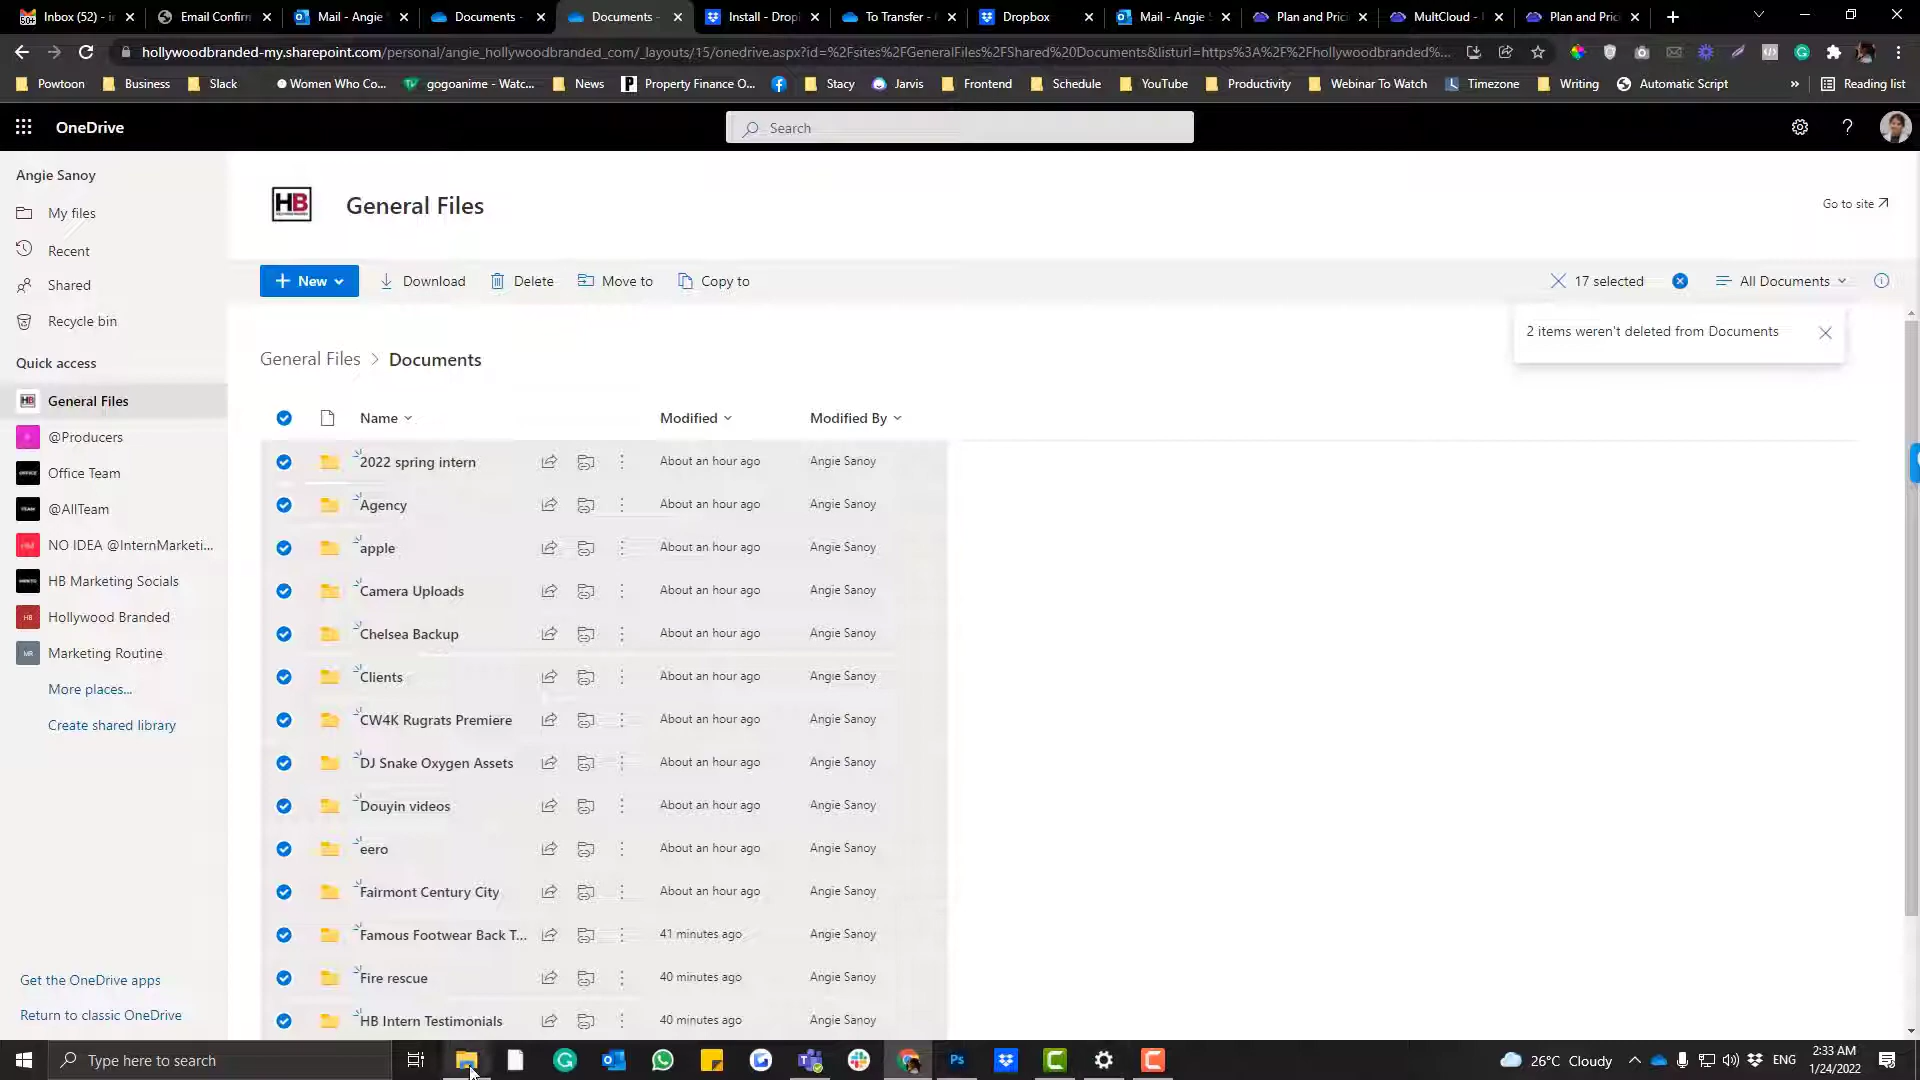 Inbox (52) - i
Email Confirm
Mail - Angie
Documents -
Documents -
Install - Drop
To Transfer -
Dropbox
Mail - Angie S
Plan and Pric
MultCloud -
Plan and Pric
hollywoodbranded-my.sharepoint.com/personal/angie_hollywoodbranded_com/_layouts/15/onedrive.aspx?id=%2Fsites%2FGeneralFiles%2FShared%20Documents&listurl=https%3A%2F%2Fhollywoodbranded%...
Powtoon
Business
Slack
Women Who Co...
gogoanime - Watc...
News
Property Finance O...
Stacy
Jarvis
Frontend
Schedule
YouTube
Productivity
Webinar To Watch
Timezone
Writing
Automatic Script
»
Reading list
OneDrive
Search
Angie Sanoy
My files
Recent
Shared
Recycle bin
Quick access
HB General Files
@Producers
Office Team
@AllTeam
NO IDEA @InternMarketi...
HB Marketing Socials
HB Hollywood Branded
MR Marketing Routine
More places...
Create shared library
Get the OneDrive apps
Return to classic OneDrive
HB
General Files
Go to site
+ New
Download
Delete
Move to
Copy to
17 selected
All Documents
2 items weren't deleted from Documents
General Files > Documents
Name Modified Modified By
2022 spring intern About an hour ago Angie Sanoy
Agency About an hour ago Angie Sanoy
apple About an hour ago Angie Sanoy
Camera Uploads About an hour ago Angie Sanoy
Chelsea Backup About an hour ago Angie Sanoy
Clients About an hour ago Angie Sanoy
CW4K Rugrats Premiere About an hour ago Angie Sanoy
DJ Snake Oxygen Assets About an hour ago Angie Sanoy
Douyin videos About an hour ago Angie Sanoy
eero About an hour ago Angie Sanoy
Fairmont Century City About an hour ago Angie Sanoy
Famous Footwear Back T... 41 minutes ago Angie Sanoy
Fire rescue 40 minutes ago Angie Sanoy
HB Intern Testimonials 40 minutes ago Angie Sanoy
Type here to search
Ps
26°C Cloudy
ENG
2:33 AM
1/24/2022